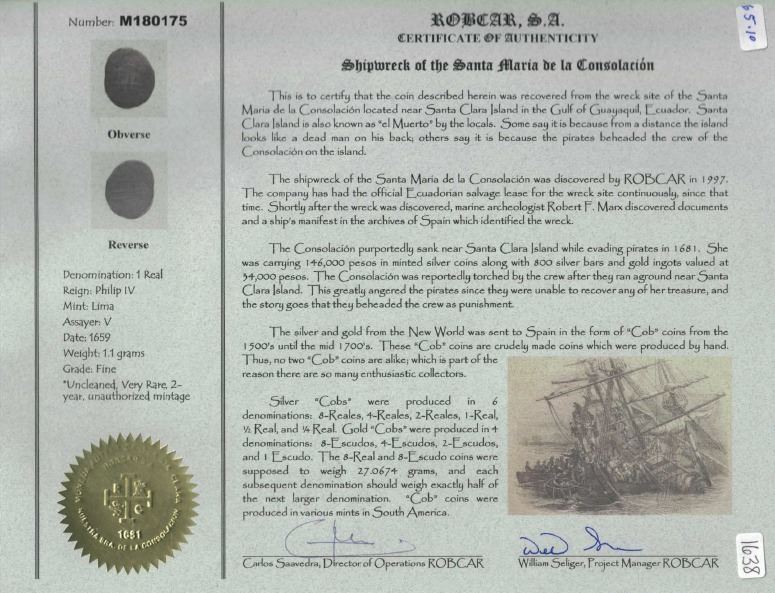 Number: M180175
Obverse
Reverse
Denomination: 1 Real
Reign: Philip IV
Mint: Lima
Assayer: V
Date: 1659
Weight: 1.1 grams
Grade: Fine
*Uncleaned, Very Rare, 2-
year, unauthorized mintage
1681
NUESTRA SRA. DE LA CONSOLACION
ROBCAR, S.A.
CERTIFICATE OF AUTHENTICITY
Shipwreck of the Santa Maria de la Consolación
This is to certify that the coin described herein was recovered from the wreck site of the Santa
Maria de la Consolación located near Santa Clara Island in the Gulf of Guayaquil, Ecuador. Santa
Clara Island is also known as "el Muerto" by the locals. Some say it is because from a distance the island
looks like a dead man on his back; others say it is because the pirates beheaded the crew of the
Consolación on the island.
The shipwreck of the Santa Maria de la Consolación was discovered by ROBCAR in 1997.
The company has had the official Ecuadorian salvage lease for the wreck site continuously, since that
time. Shortly after the wreck was discovered, marine archeologist Robert F. Marx discovered documents
and a ship's manifest in the archives of Spain which identified the wreck.
The Consolación purportedly sank near Santa Clara Island while evading pirates in 1681. She
was carrying 146,000 pesos in minted silver coins along with 800 silver bars and gold ingots valued at
34,000 pesos. The Consolación was reportedly torched by the crew after they ran aground near Santa
Clara Island. This greatly angered the pirates since they were unable to recover any of her treasure, and
the story goes that they beheaded the crew as punishment.
The silver and gold from the New World was sent to Spain in the form of "Cob" coins from the
1500's until the mid 1700's. These "Cob" coins are crudely made coins which were produced by hand.
Thus, no two "Cob" coins are alike; which is part of the
reason there are so many enthusiastic collectors.
Silver "Cobs" were produced in 6
denominations: 8-Reales, 4-Reales, 2-Reales, 1-Real,
½ Real, and ¼ Real. Gold "Cobs" were produced in 4
denominations: 8-Escudos, 4-Escudos, 2-Escudos,
and 1 Escudo. The 8-Real and 8-Escudo coins were
supposed to weigh 27.0674 grams, and each
subsequent denomination should weigh exactly half of
the next larger denomination. "Cob" coins were
produced in various mints in South America.
Carlos Saavedra, Director of Operations ROBCAR
William Seliger, Project Manager ROBCAR
65.10
1638